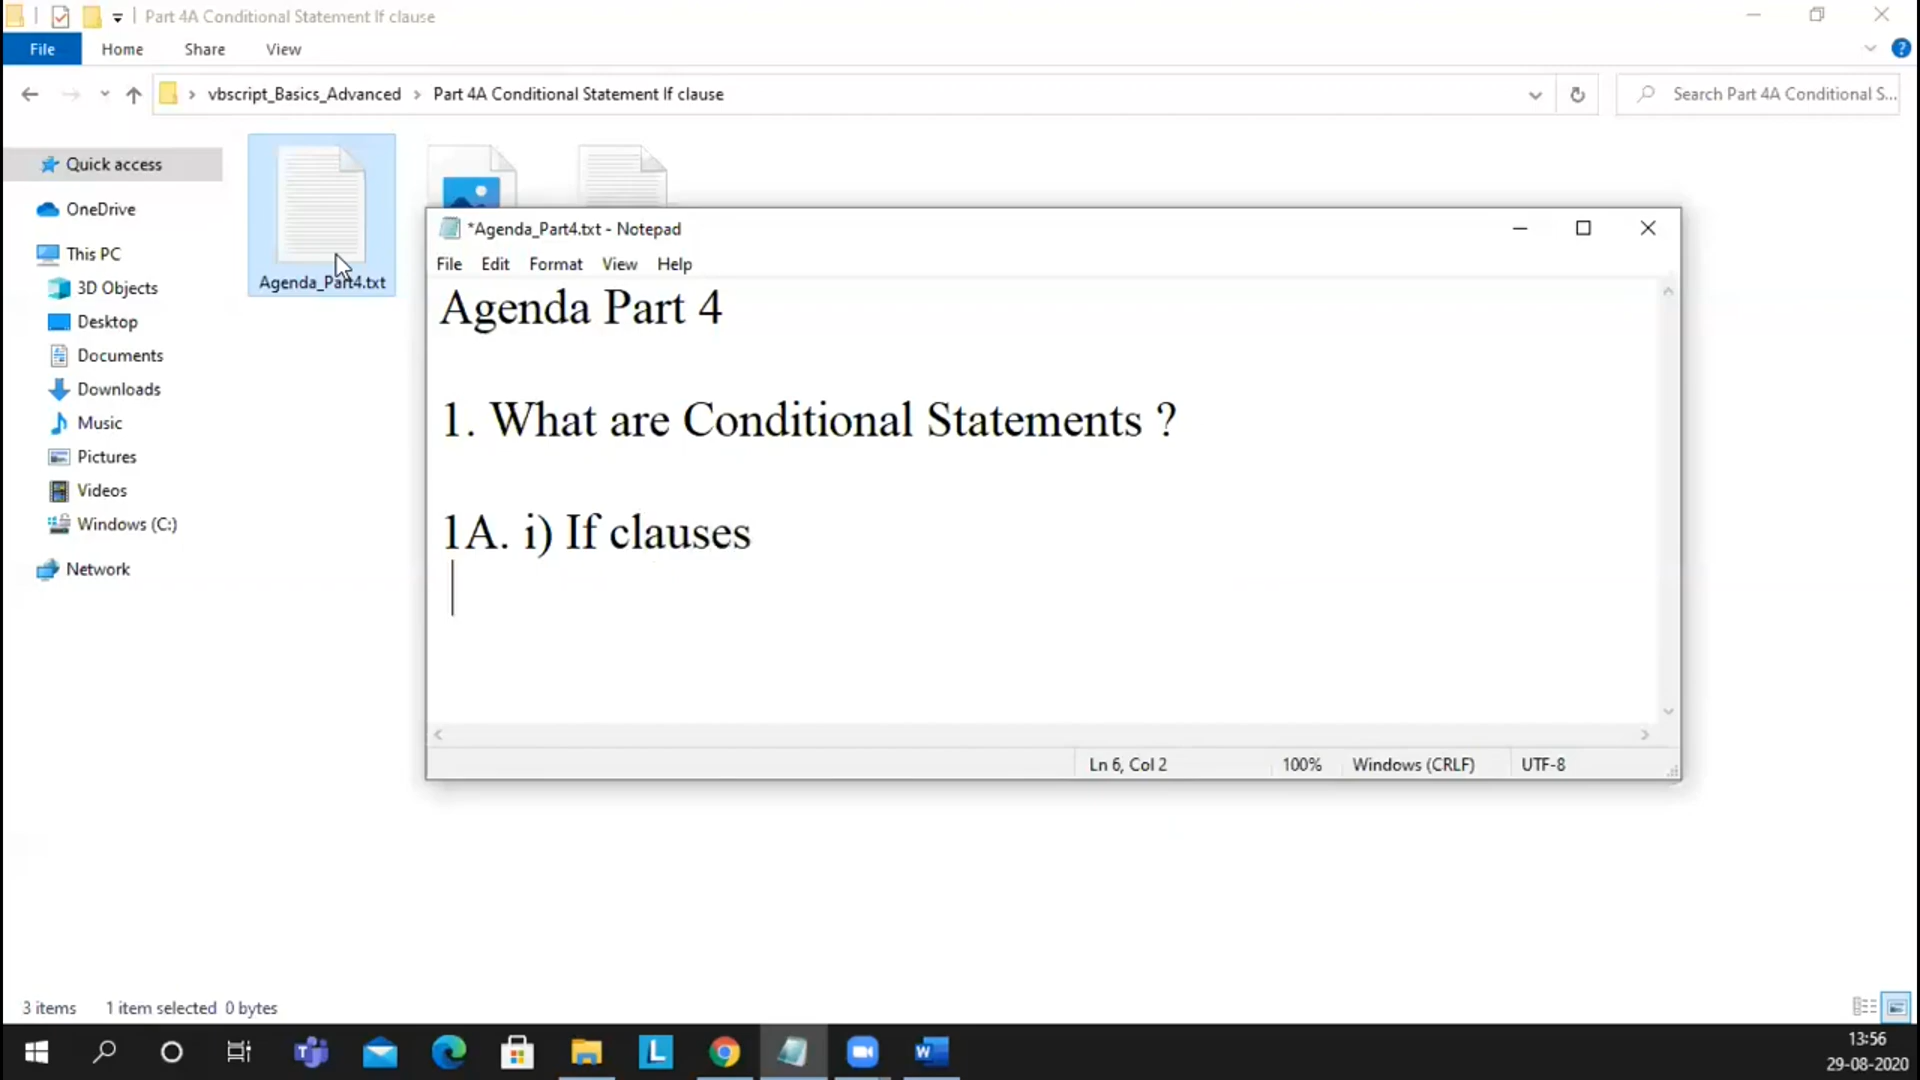 Part 4A Conditional Statement If clause
File Home Share View
vbscript_Basics_Advanced Part 4A Conditional Statement If clause
Search Part 4A Conditional S...
Quick access
OneDrive
This PC
3D Objects
Desktop
Documents
Downloads
Music
Pictures
Videos
Windows (C:)
Network
Agenda_Part4.txt
*Agenda_Part4.txt - Notepad
File Edit Format View Help
Agenda Part 4
1. What are Conditional Statements ?
1A. i) If clauses
Ln 6, Col 2 100% Windows (CRLF) UTF-8
3 items 1 item selected 0 bytes
13:56
29-08-2020